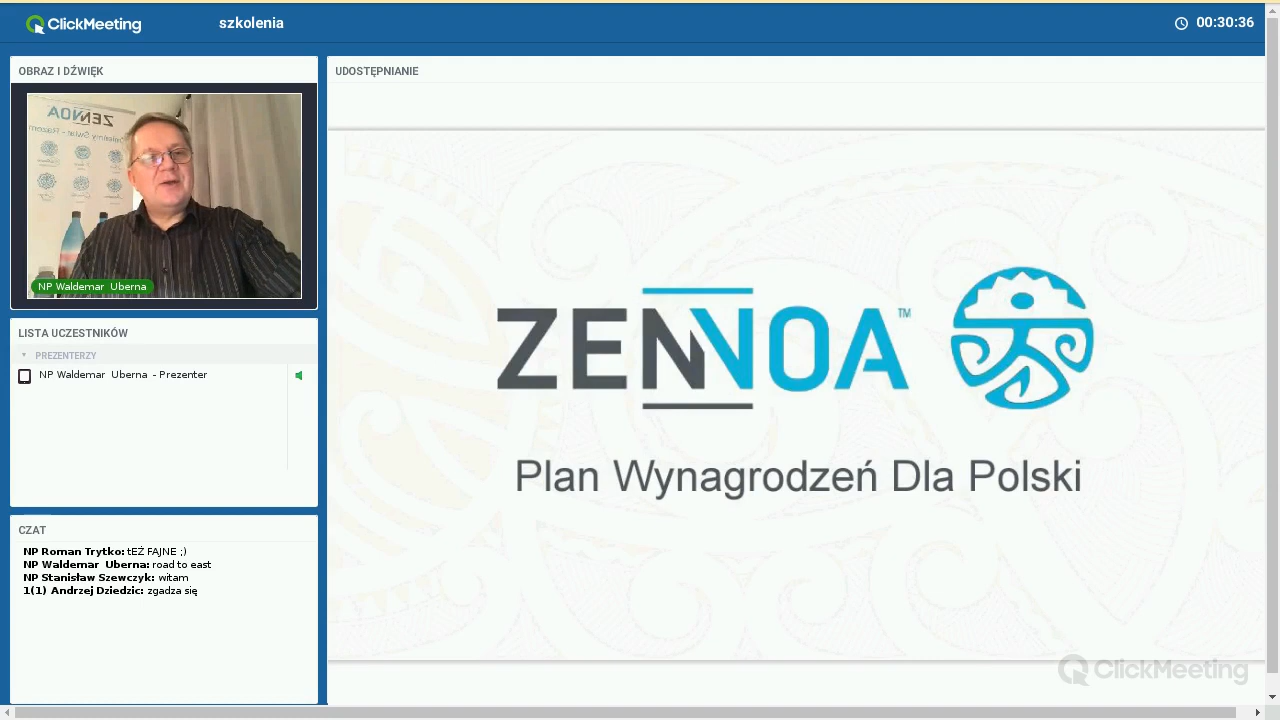 ClickMeeting
szkolenia
00:30:36
OBRAZ I DŹWIĘK
ZENNOA
NP Waldemar Uberna
LISTA UCZESTNIKÓW
PREZENTERZY
NP Waldemar Uberna - Prezenter
CZAT
NP Roman Trytko: tEŻ FAJNE ;)
NP Waldemar Uberna: road to east
NP Stanisław Szewczyk: witam
1(1) Andrzej Dziedzic: zgadza się
UDOSTĘPNIANIE
ZENNOA™
Plan Wynagrodzeń Dla Polski
ClickMeeting